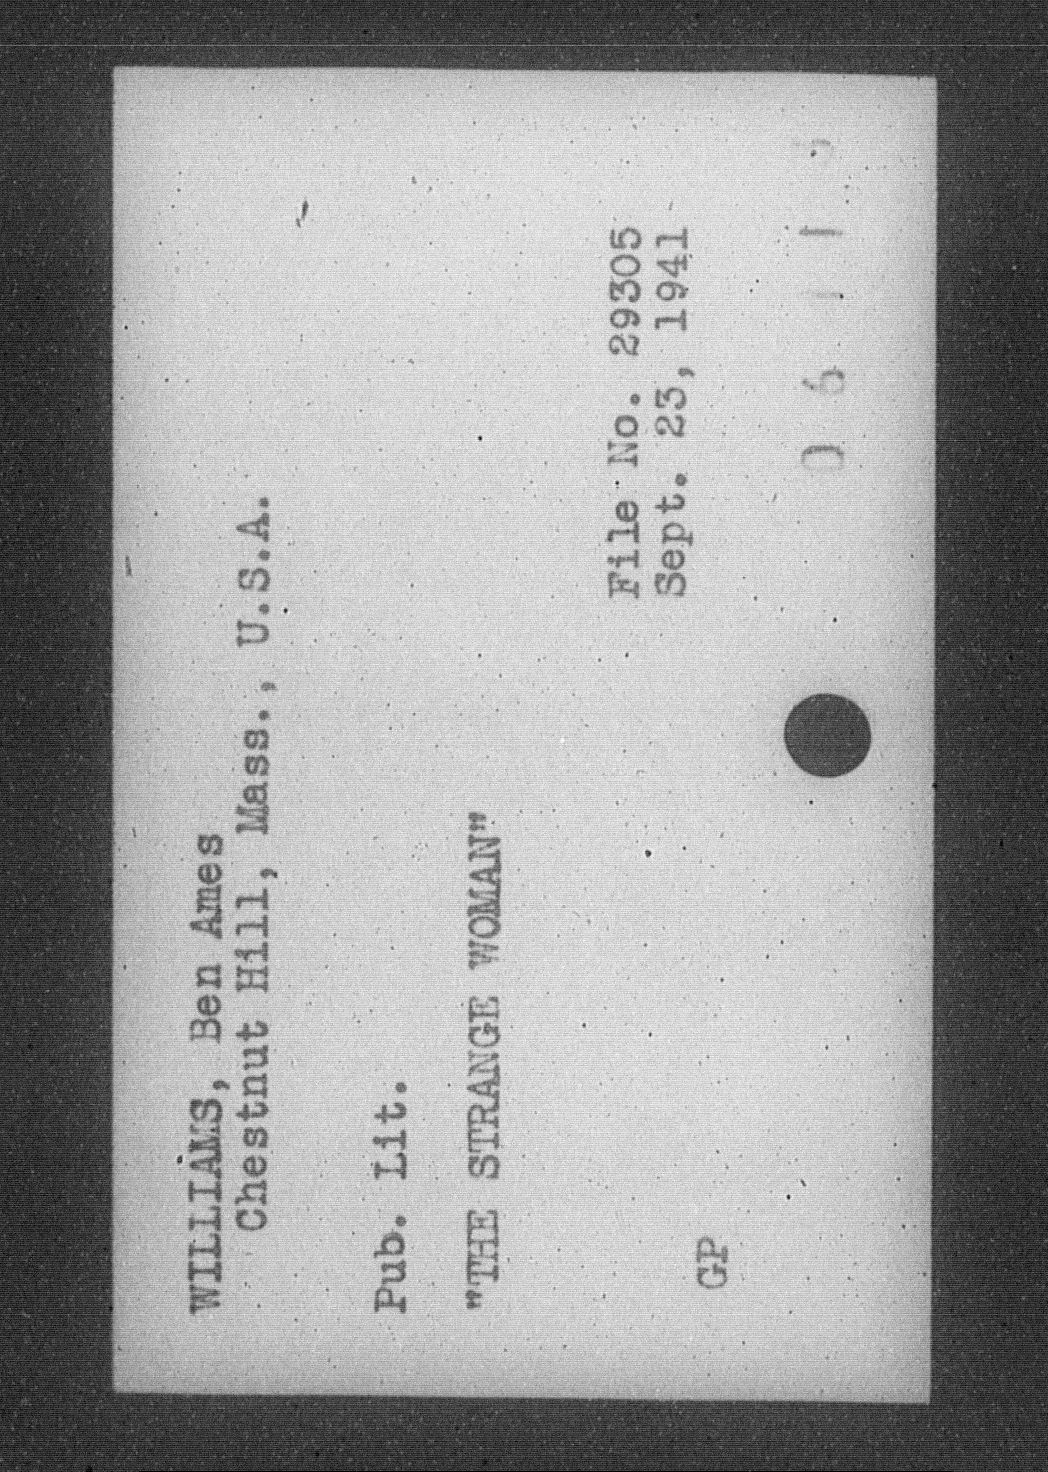 WILLIAMS, Ben Ames
Chestnut Hill, Mass., U.S.A.
Pub. Lit.
"THE STRANGE WOMAN"
File No. 29305
Sept. 23, 1941
GP